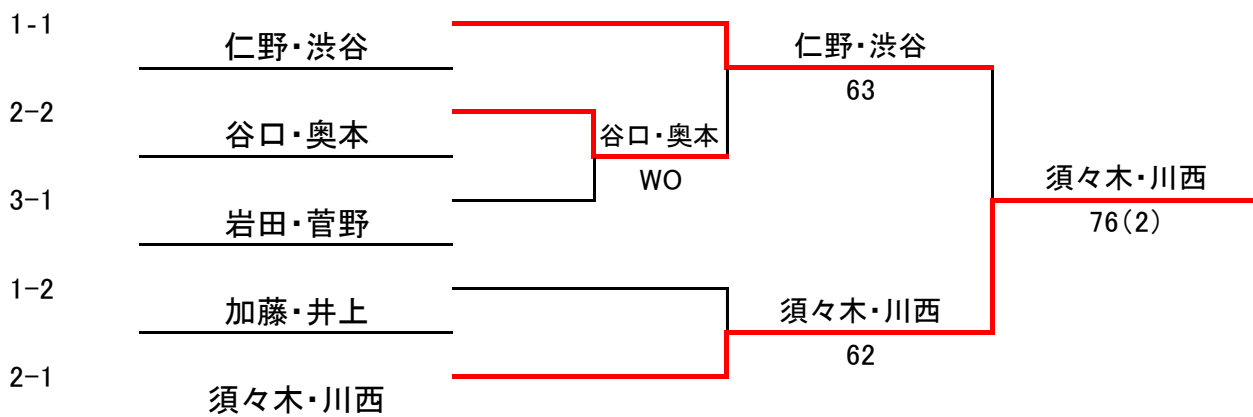 1-1
仁野・渋谷
仁野・渋谷
63
2-2
谷口・奥本
谷口・奥本
WO
須々木・川西
76(2)
3-1
岩田・菅野
1-2
加藤・井上
須々木・川西
62
2-1
須々木・川西